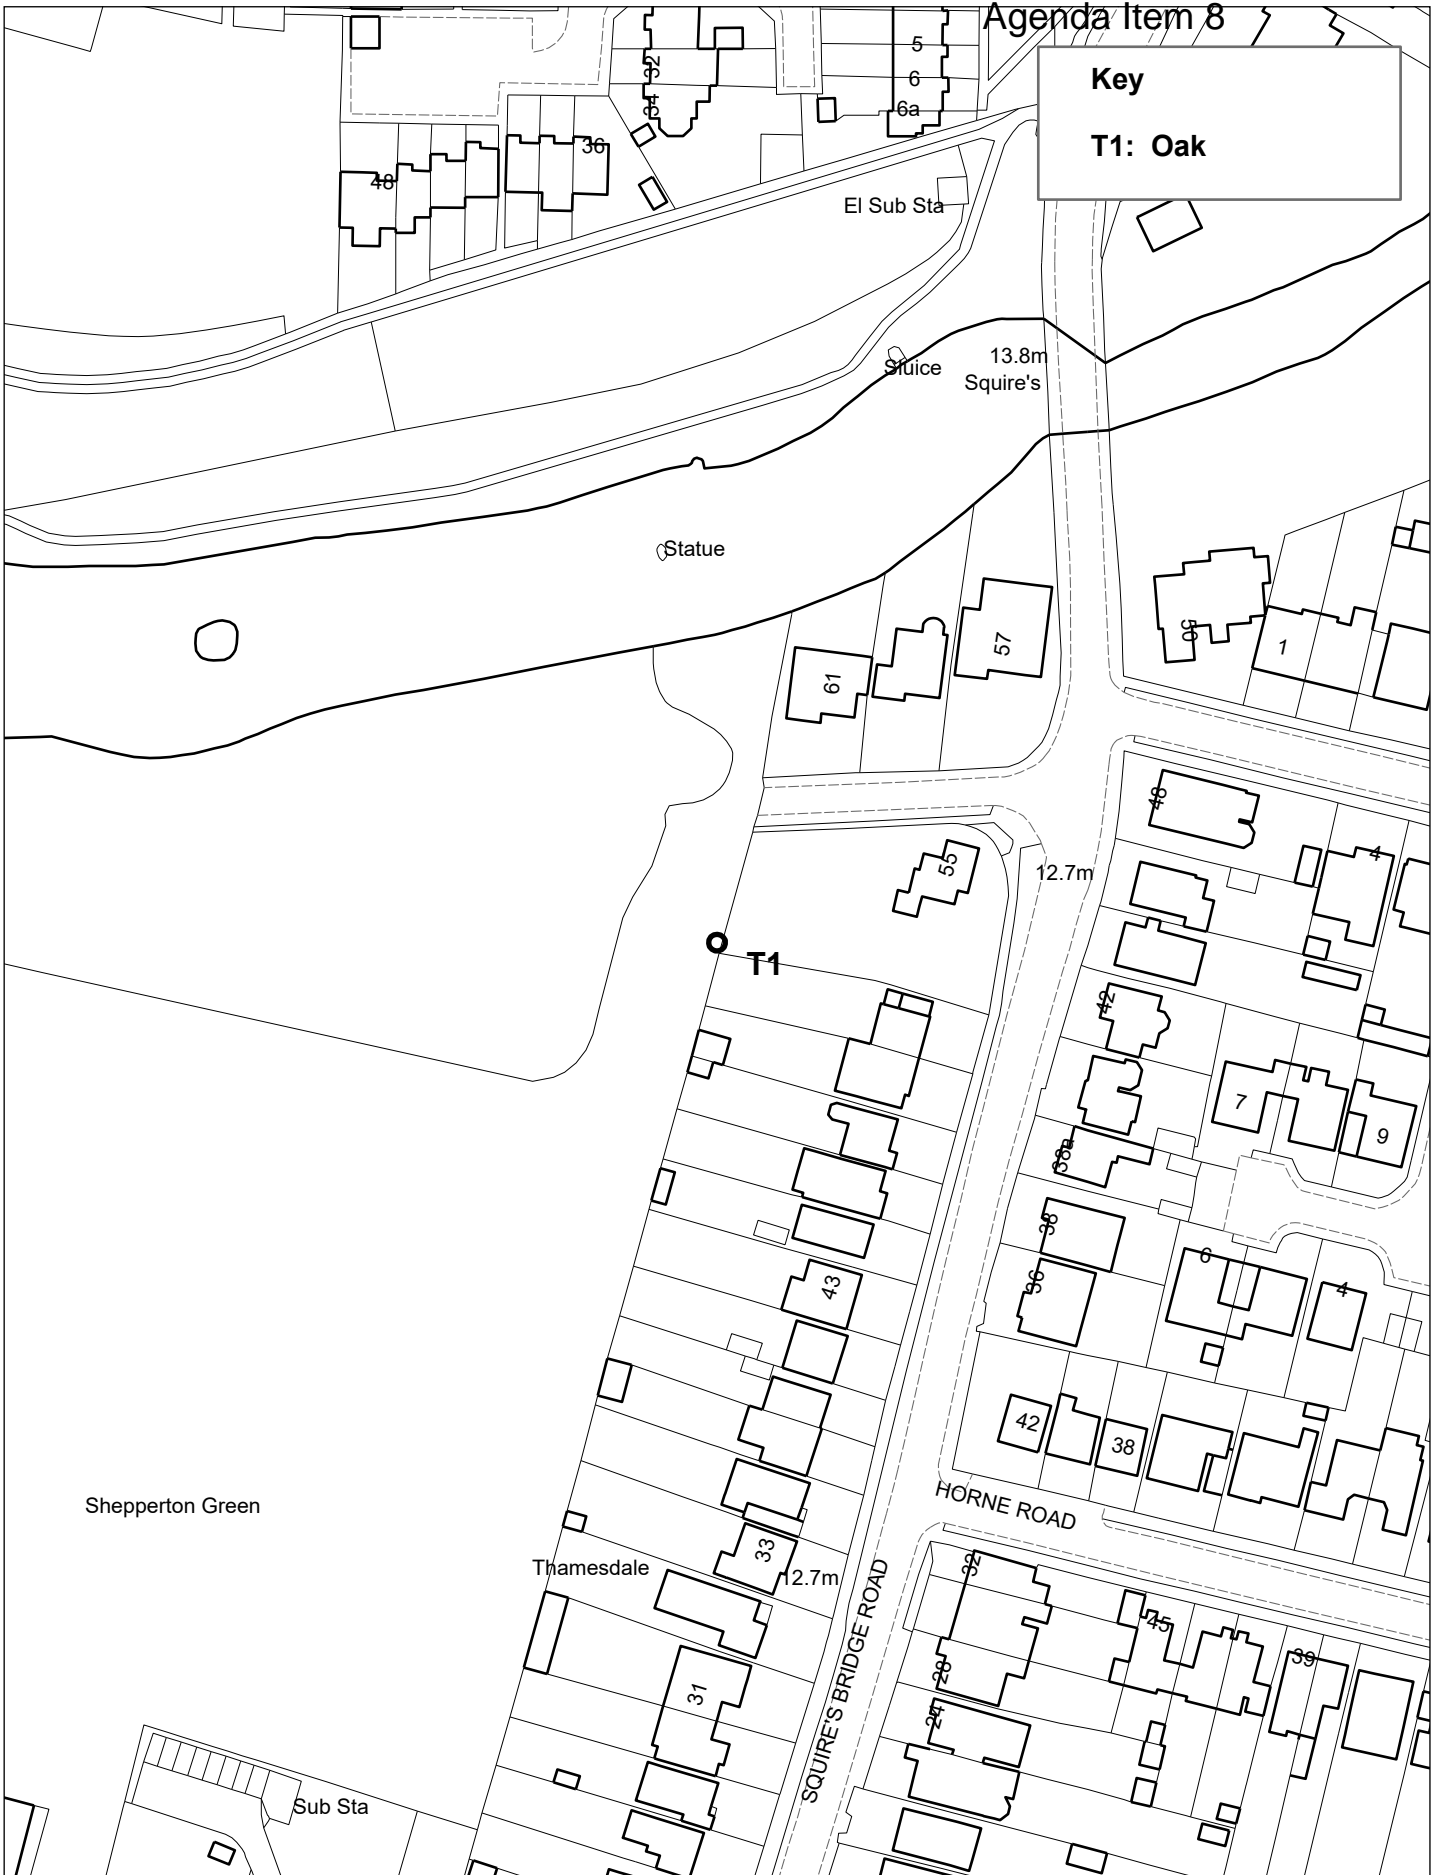 Agenda Item 8
Key
T1: Oak
5
6
6a
32
34
36
48
El Sub Sta
13.8m
Sluice
Squire's
Statue
50
1
57
61
48
4
55
12.7m
T1
42
7
9
38a
38
36
6
4
43
42
38
HORNE ROAD
Shepperton Green
33
Thamesdale
12.7m
32
45
39
28
24
31
SQUIRE'S BRIDGE ROAD
Sub Sta